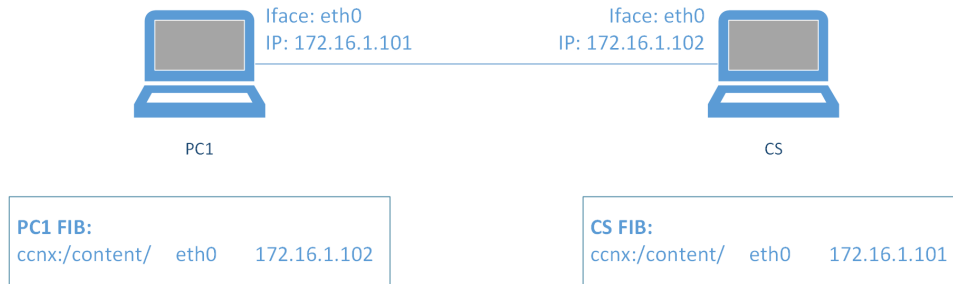 Iface: eth0
IP: 172.16.1.101
Iface: eth0
IP: 172.16.1.102
PC1
CS
PC1 FIB:
ccnx:/content/ eth0 172.16.1.102
CS FIB:
ccnx:/content/ eth0 172.16.1.101